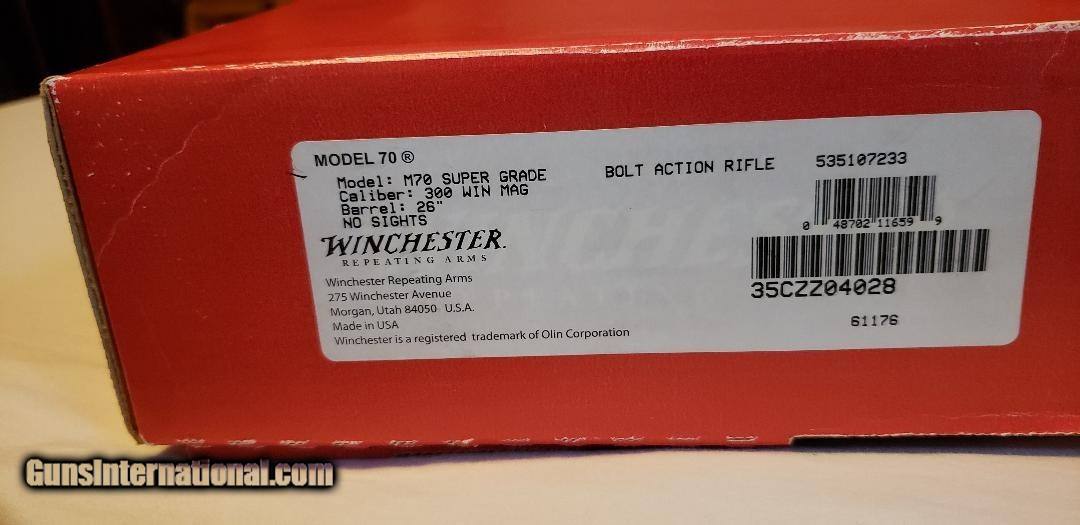 MODEL 70 ®
Model: M70 SUPER GRADE BOLT ACTION RIFLE 535107233
Caliber: 300 WIN MAG
Barrel: 26"
NO SIGHTS
0 48702 11659 9
WINCHESTER.
REPEATING ARMS
35CZZ04028
61176
Winchester Repeating Arms
275 Winchester Avenue
Morgan, Utah 84050 U.S.A.
Made in USA
Winchester is a registered trademark of Olin Corporation
GunsInternational.com